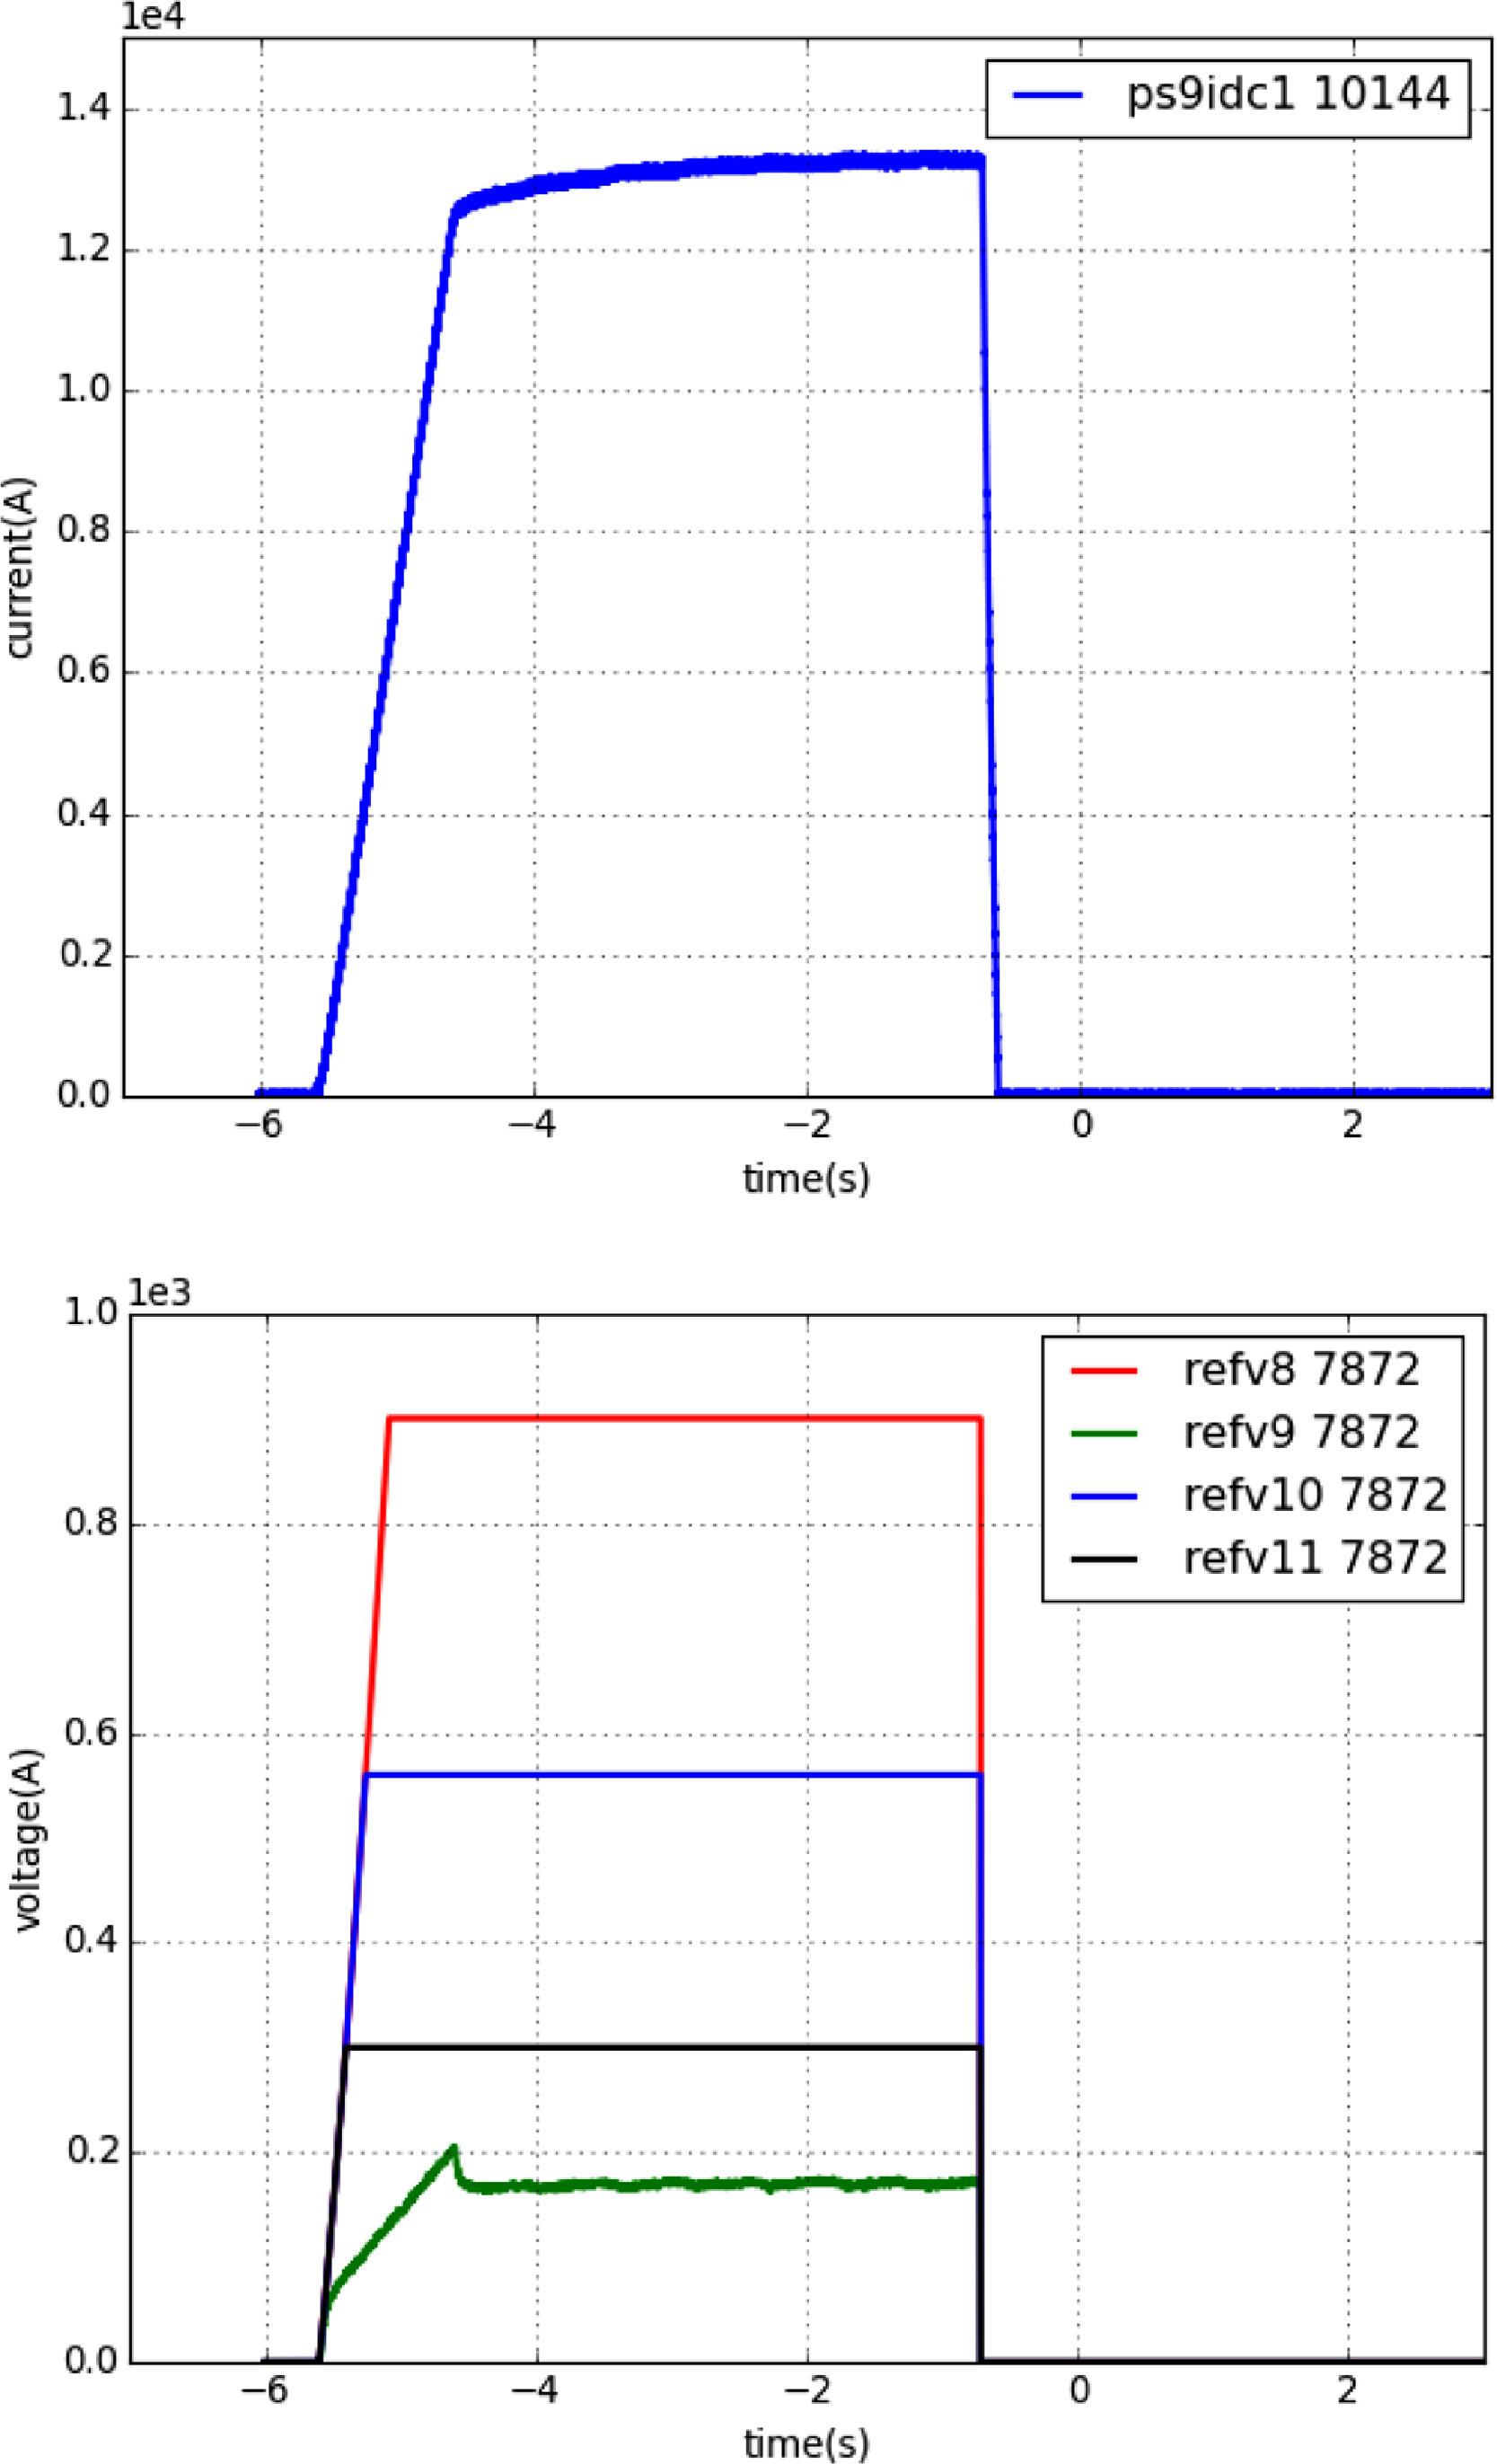 1e4
ps9idc1 10144
1.4
1.2
1.0
0.8
0.6
0.4
0.2
0.0
current(A)
−6 −4 −2 0 2
time(s)
1e3
1.0
refv8 7872
refv9 7872
refv10 7872
refv11 7872
0.8
0.6
0.4
0.2
0.0
voltage(A)
−6 −4 −2 0 2
time(s)